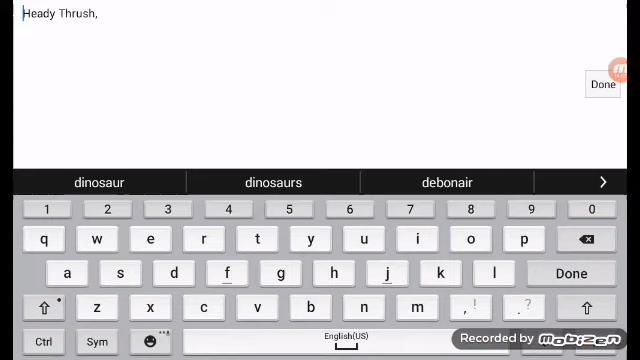 Heady Thrush,
Done
dinosaur dinosaurs debonair >
1 2 3 4 5 6 7 8 9 0
q w e r t y u i o p
a s d f g h j k l Done
z x c v b n m , ! . ?
Ctrl Sym English(US)
Recorded by MOBIZEN